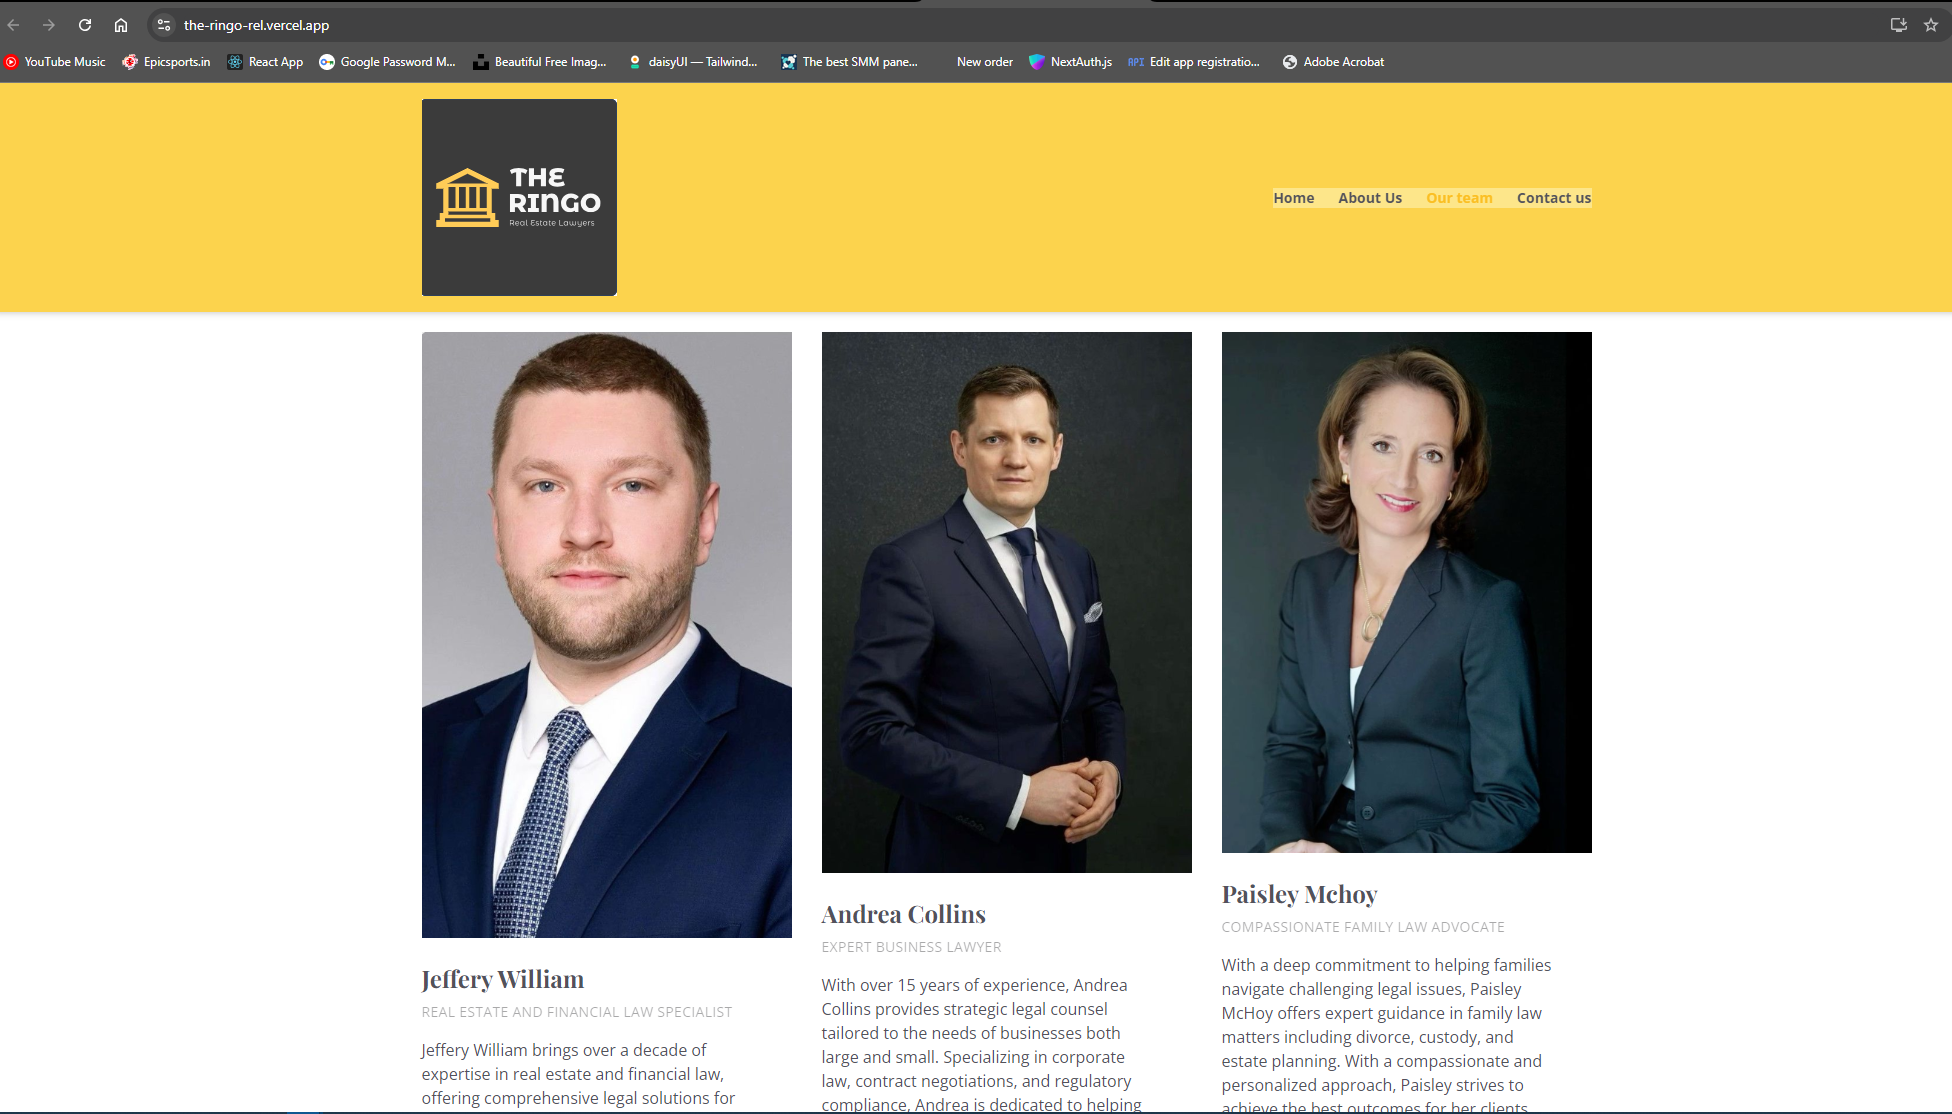 the-ringo-rel.vercel.app
YouTube Music
Epicsports.in
React App
Google Password M...
Beautiful Free Imag...
daisyUI — Tailwind...
The best SMM pane...
New order
NextAuth.js
API
Edit app registratio...
Adobe Acrobat
THE
RINGO
Real Estate Lawyers
Home
About Us
Our team
Contact us
Jeffery William
REAL ESTATE AND FINANCIAL LAW SPECIALIST
Jeffery William brings over a decade of
expertise in real estate and financial law,
offering comprehensive legal solutions for
Andrea Collins
EXPERT BUSINESS LAWYER
With over 15 years of experience, Andrea
Collins provides strategic legal counsel
tailored to the needs of businesses both
large and small. Specializing in corporate
law, contract negotiations, and regulatory
compliance, Andrea is dedicated to helping
Paisley Mchoy
COMPASSIONATE FAMILY LAW ADVOCATE
With a deep commitment to helping families
navigate challenging legal issues, Paisley
McHoy offers expert guidance in family law
matters including divorce, custody, and
estate planning. With a compassionate and
personalized approach, Paisley strives to
achieve the best outcomes for her clients